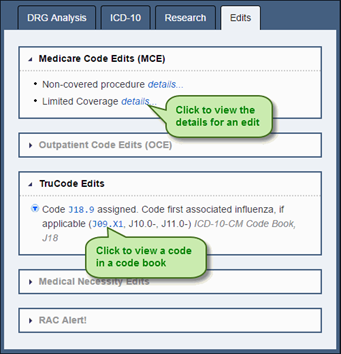 DRG Analysis ICD-10 Research Edits
Medicare Code Edits (MCE)
Non-covered procedure details...
Limited Coverage details...
Click to view the
details for an edit
Outpatient Code Edits (OCE)
TruCode Edits
Code J18.9 assigned. Code first associated influenza, if
applicable (J09.X1, J10.0-, J11.0-) ICD-10-CM Code Book,
J18
Click to view a code
in a code book
Medical Necessity Edits
RAC Alert!